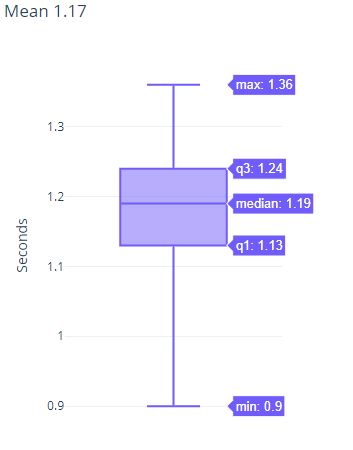 Mean 1.17
max: 1.36
1.3
q3: 1.24
1.2
median: 1.19
Seconds
q1: 1.13
1.1
1
0.9
min: 0.9